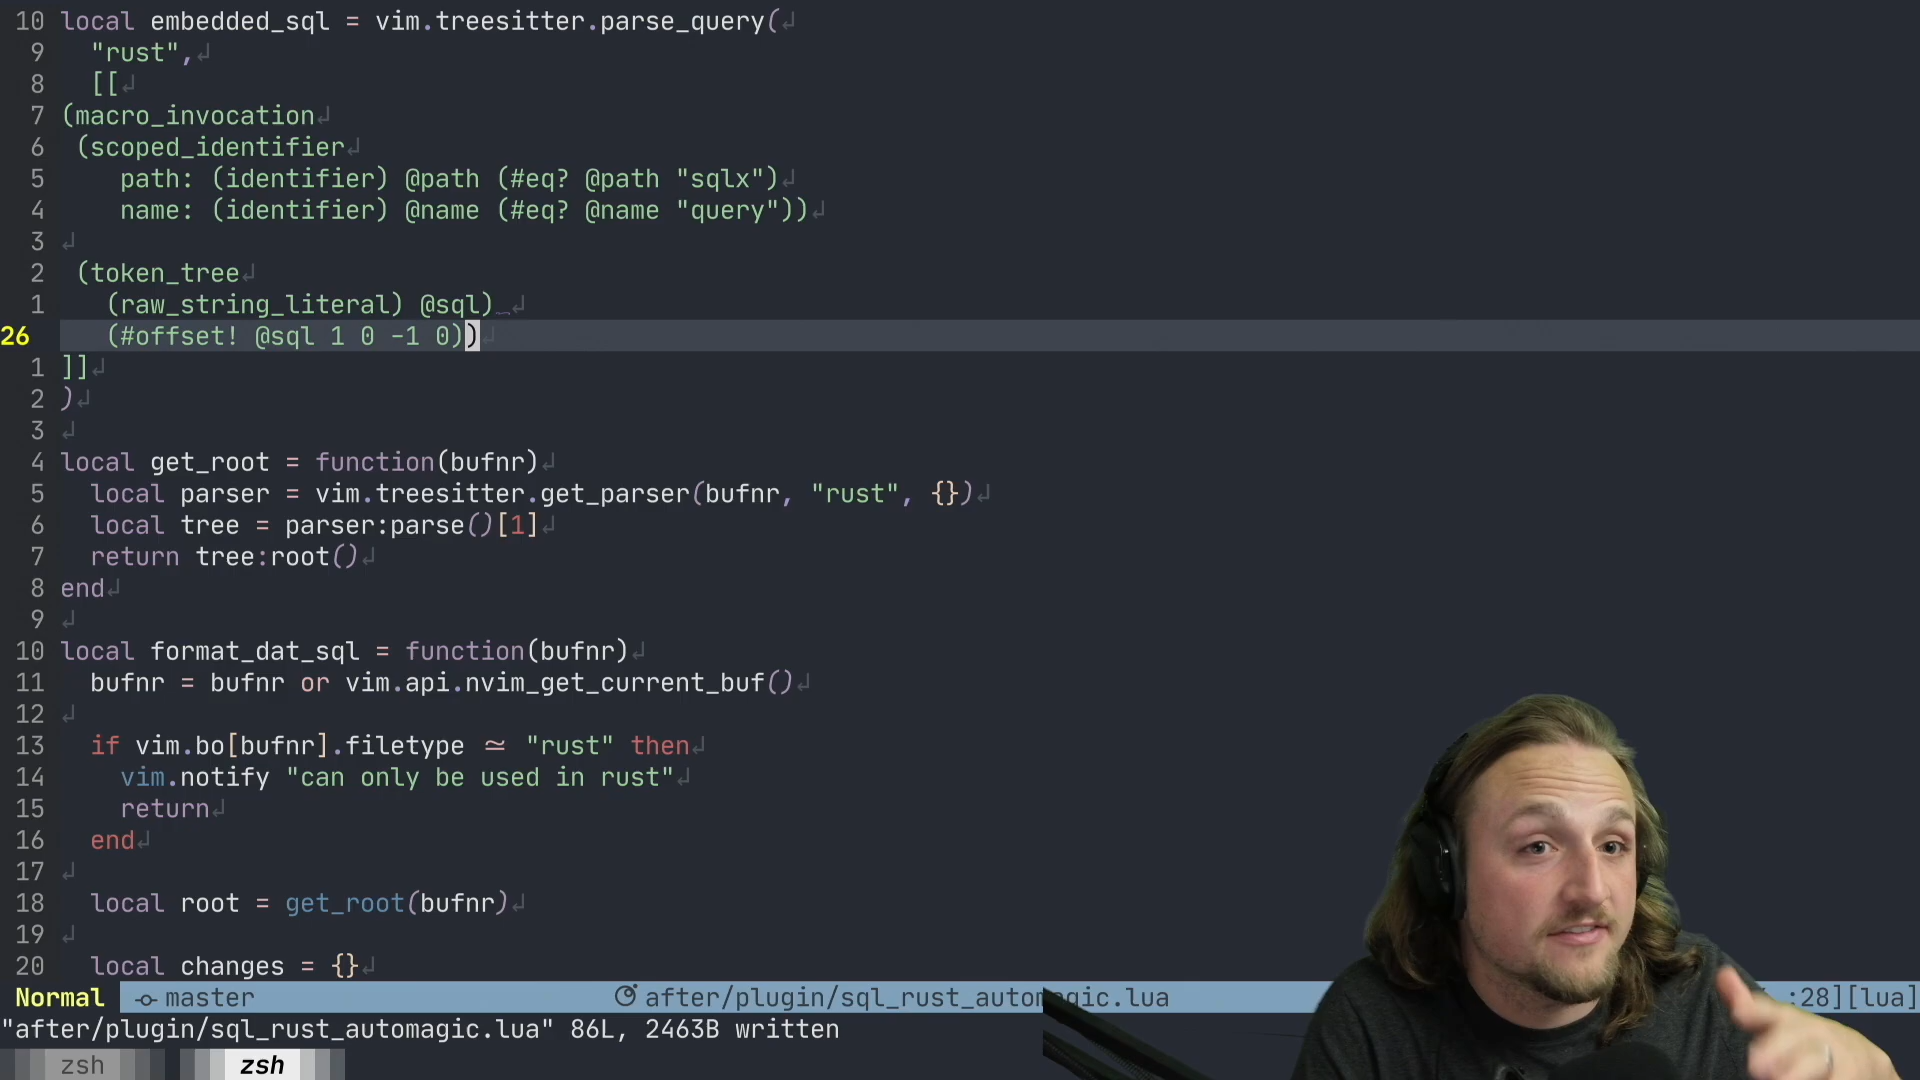 10 local embedded_sql = vim.treesitter.parse_query(
9 "rust",
8 [[
7 (macro_invocation
6 (scoped_identifier
5 path: (identifier) @path (#eq? @path "sqlx")
4 name: (identifier) @name (#eq? @name "query"))
3
2 (token_tree
1 (raw_string_literal) @sql)
26 (#offset! @sql 1 0 -1 0))
1 ]]
2 )
3
4 local get_root = function(bufnr)
5 local parser = vim.treesitter.get_parser(bufnr, "rust", {})
6 local tree = parser:parse()[1]
7 return tree:root()
8 end
9
10 local format_dat_sql = function(bufnr)
11 bufnr = bufnr or vim.api.nvim_get_current_buf()
12
13 if vim.bo[bufnr].filetype ≃ "rust" then
14 vim.notify "can only be used in rust"
15 return
16 end
17
18 local root = get_root(bufnr)
19
20 local changes = {}
Normal master after/plugin/sql_rust_automagic.lua :28][lua]
"after/plugin/sql_rust_automagic.lua" 86L, 2463B written
zsh zsh